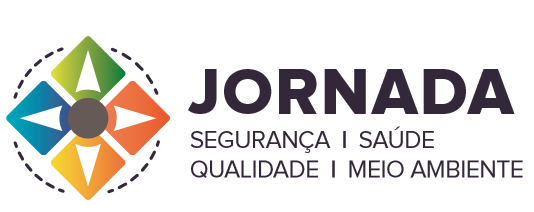 JORNADA
SEGURANÇA I SAÚDE
QUALIDADE I MEIO AMBIENTE